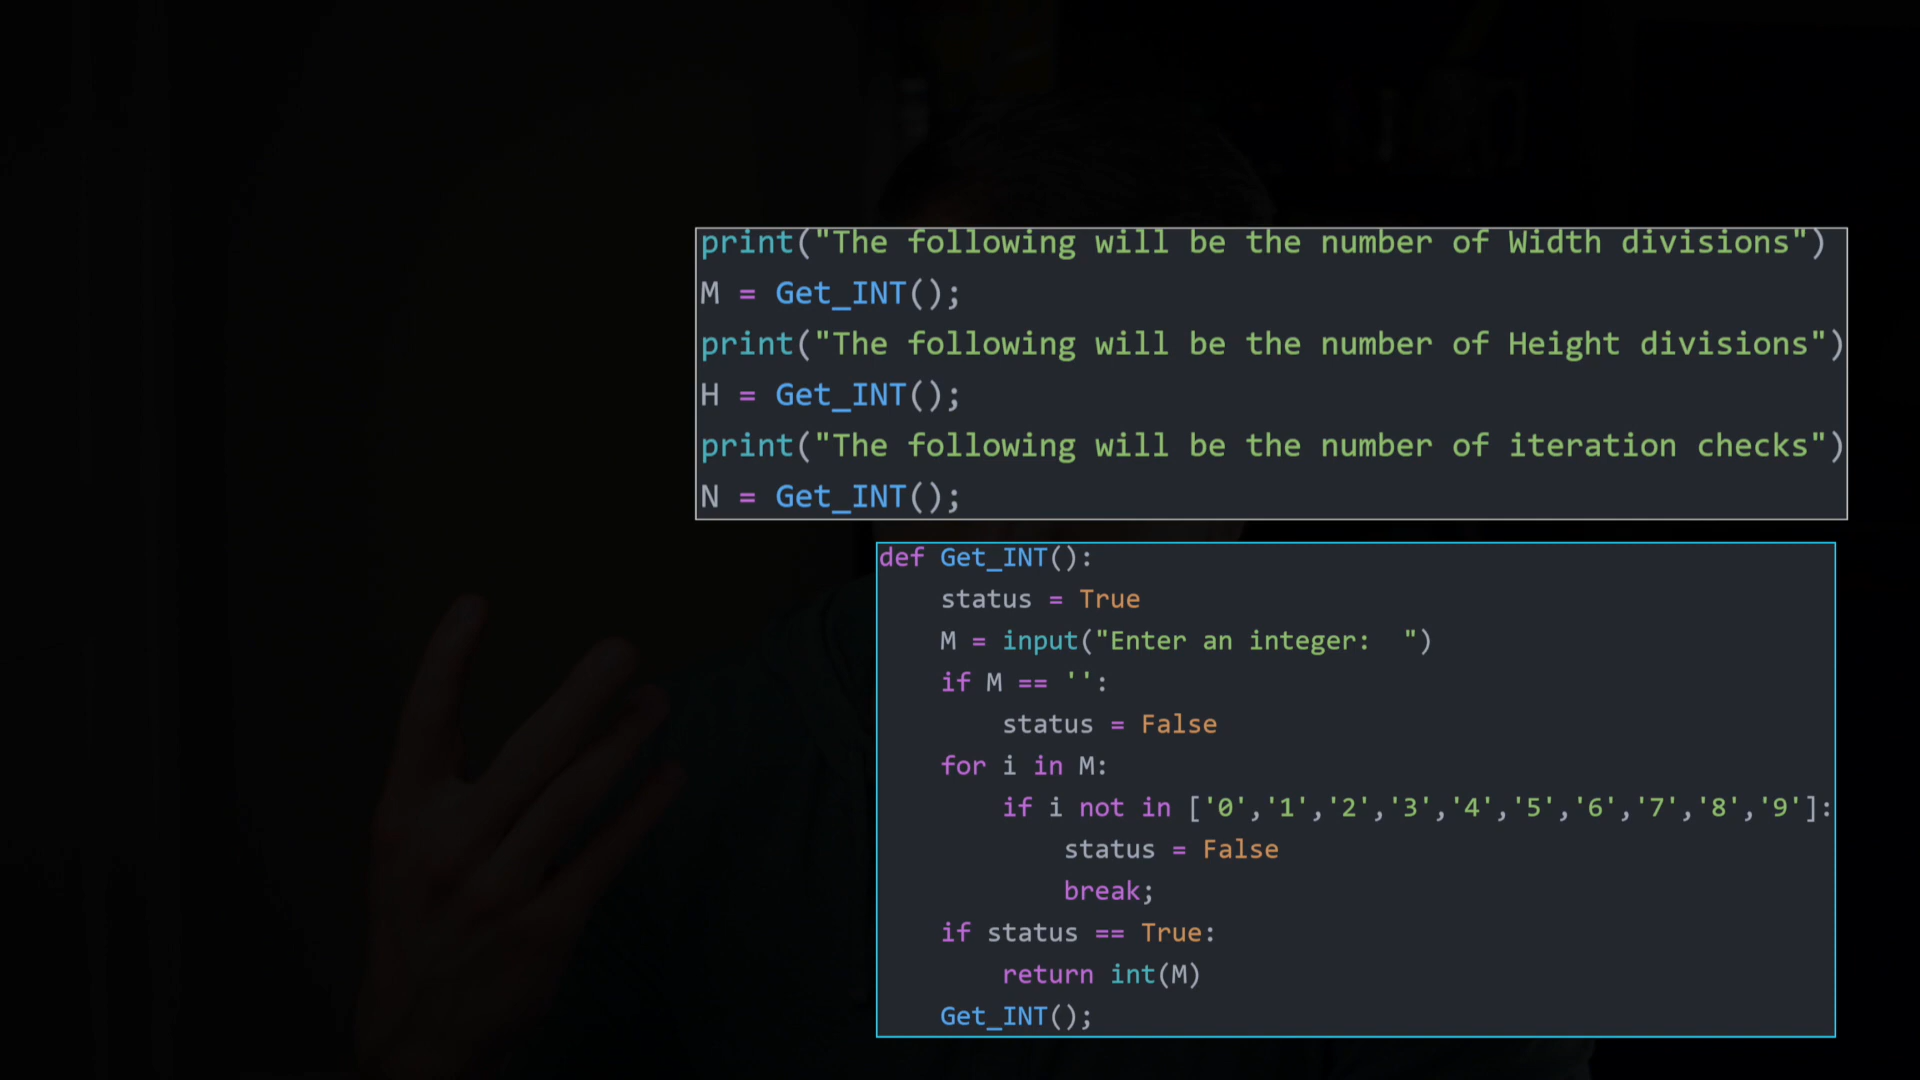 print("The following will be the number of Width divisions")
M = Get_INT();
print("The following will be the number of Height divisions")
H = Get_INT();
print("The following will be the number of iteration checks")
N = Get_INT();
def Get_INT():
    status = True
    M = input("Enter an integer:  ")
    if M == '':
        status = False
    for i in M:
        if i not in ['0','1','2','3','4','5','6','7','8','9']:
            status = False
            break;
    if status == True:
        return int(M)
    Get_INT();